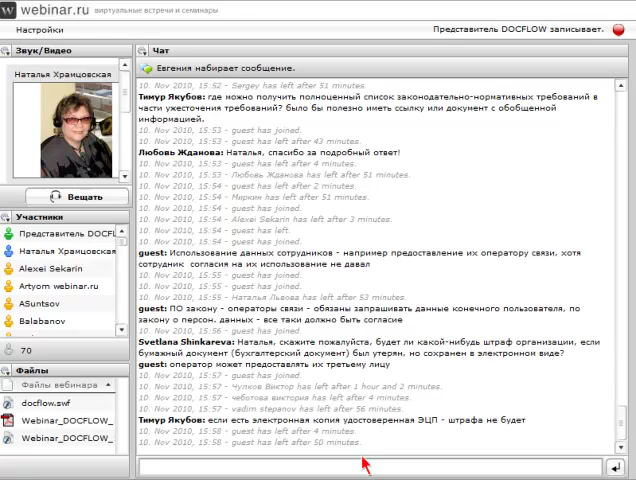 w webinar.ru виртуальные встречи и семинары
Настройки
Представитель DOCFLOW записывает.
Звук/Видео
Наталья Храмцовская
Вещать
Участники
Представитель DOCFL
Наталья Храмцовская
Alexei Sekarin
Artyom webinar.ru
ASuntsov
Balabanov
70
Файлы
Файлы вебинара
docflow.swf
Webinar_DOCFLOW_
Webinar_DOCFLOW_
Чат
Евгения набирает сообщение.
10. Nov 2010, 15:52 - Sergey has left after 51 minutes.
Тимур Якубов: где можно получить полноценный список законодательно-нормативных требований в
части ужесточения требований? было бы полезно иметь ссылку или документ с обобщенной
информацией.
10. Nov 2010, 15:53 - guest has joined.
10. Nov 2010, 15:53 - guest has left after 43 minutes.
Любовь Жданова: Наталья, спасибо за подробный ответ!
10. Nov 2010, 15:53 - guest has left after 4 minutes.
10. Nov 2010, 15:53 - Любовь Жданова has left after 51 minutes.
10. Nov 2010, 15:54 - guest has left after 2 minutes.
10. Nov 2010, 15:54 - Миркин has left after 51 minutes.
10. Nov 2010, 15:54 - guest has joined.
10. Nov 2010, 15:54 - Alexei Sekarin has left after 3 minutes.
10. Nov 2010, 15:54 - guest has left.
10. Nov 2010, 15:54 - guest has joined.
guest: Использование данных сотрудников - например предоставление их оператору связи. хотя
сотрудник согласия на их использование не давал
10. Nov 2010, 15:55 - guest has joined.
10. Nov 2010, 15:55 - guest has joined.
10. Nov 2010, 15:55 - Наталья Львова has left after 53 minutes.
guest: ПО закону - операторы связи - обязаны запрашивать данные конечного пользователя, по
закону о персон. данных - все таки должно быть согласие
10. Nov 2010, 15:56 - guest has joined.
Svetlana Shinkareva: Наталья, скажите пожалуйста, будет ли какой-нибудь штраф организации, если
бумажный документ (бухгалтерский документ) был утерян, но сохранен в электронном виде?
guest: оператор может предоставлять их третьему лицу
10. Nov 2010, 15:57 - guest has joined.
10. Nov 2010, 15:57 - Чулков Виктор has left after 1 hour and 2 minutes.
10. Nov 2010, 15:57 - чеботова виктория has left after 4 minutes.
10. Nov 2010, 15:57 - vadim stepanov has left after 56 minutes.
Тимур Якубов: если есть электронная копия удостоверенная ЭЦП - штрафа не будет
10. Nov 2010, 15:58 - guest has left after 4 minutes.
10. Nov 2010, 15:58 - guest has left after 50 minutes.